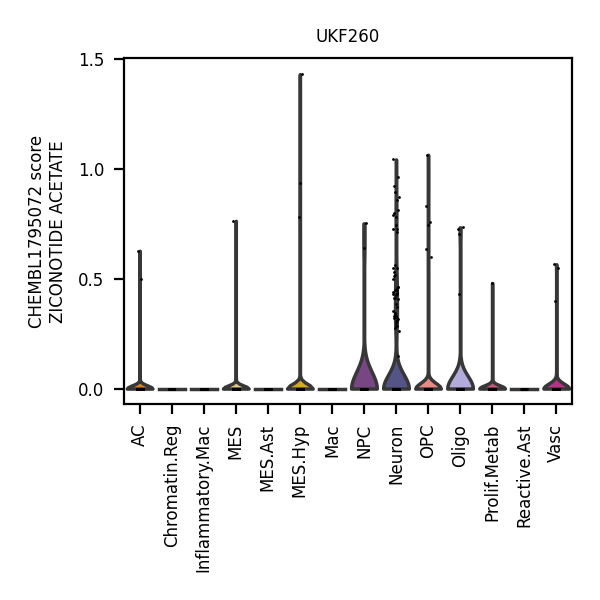 UKF260
CHEMBL1795072 score
ZICONOTIDE ACETATE
1.5
1.0
0.5
0.0
AC
Chromatin.Reg
Inflammatory.Mac
MES
MES.Ast
MES.Hyp
Mac
NPC
Neuron
OPC
Oligo
Prolif.Metab
Reactive.Ast
Vasc